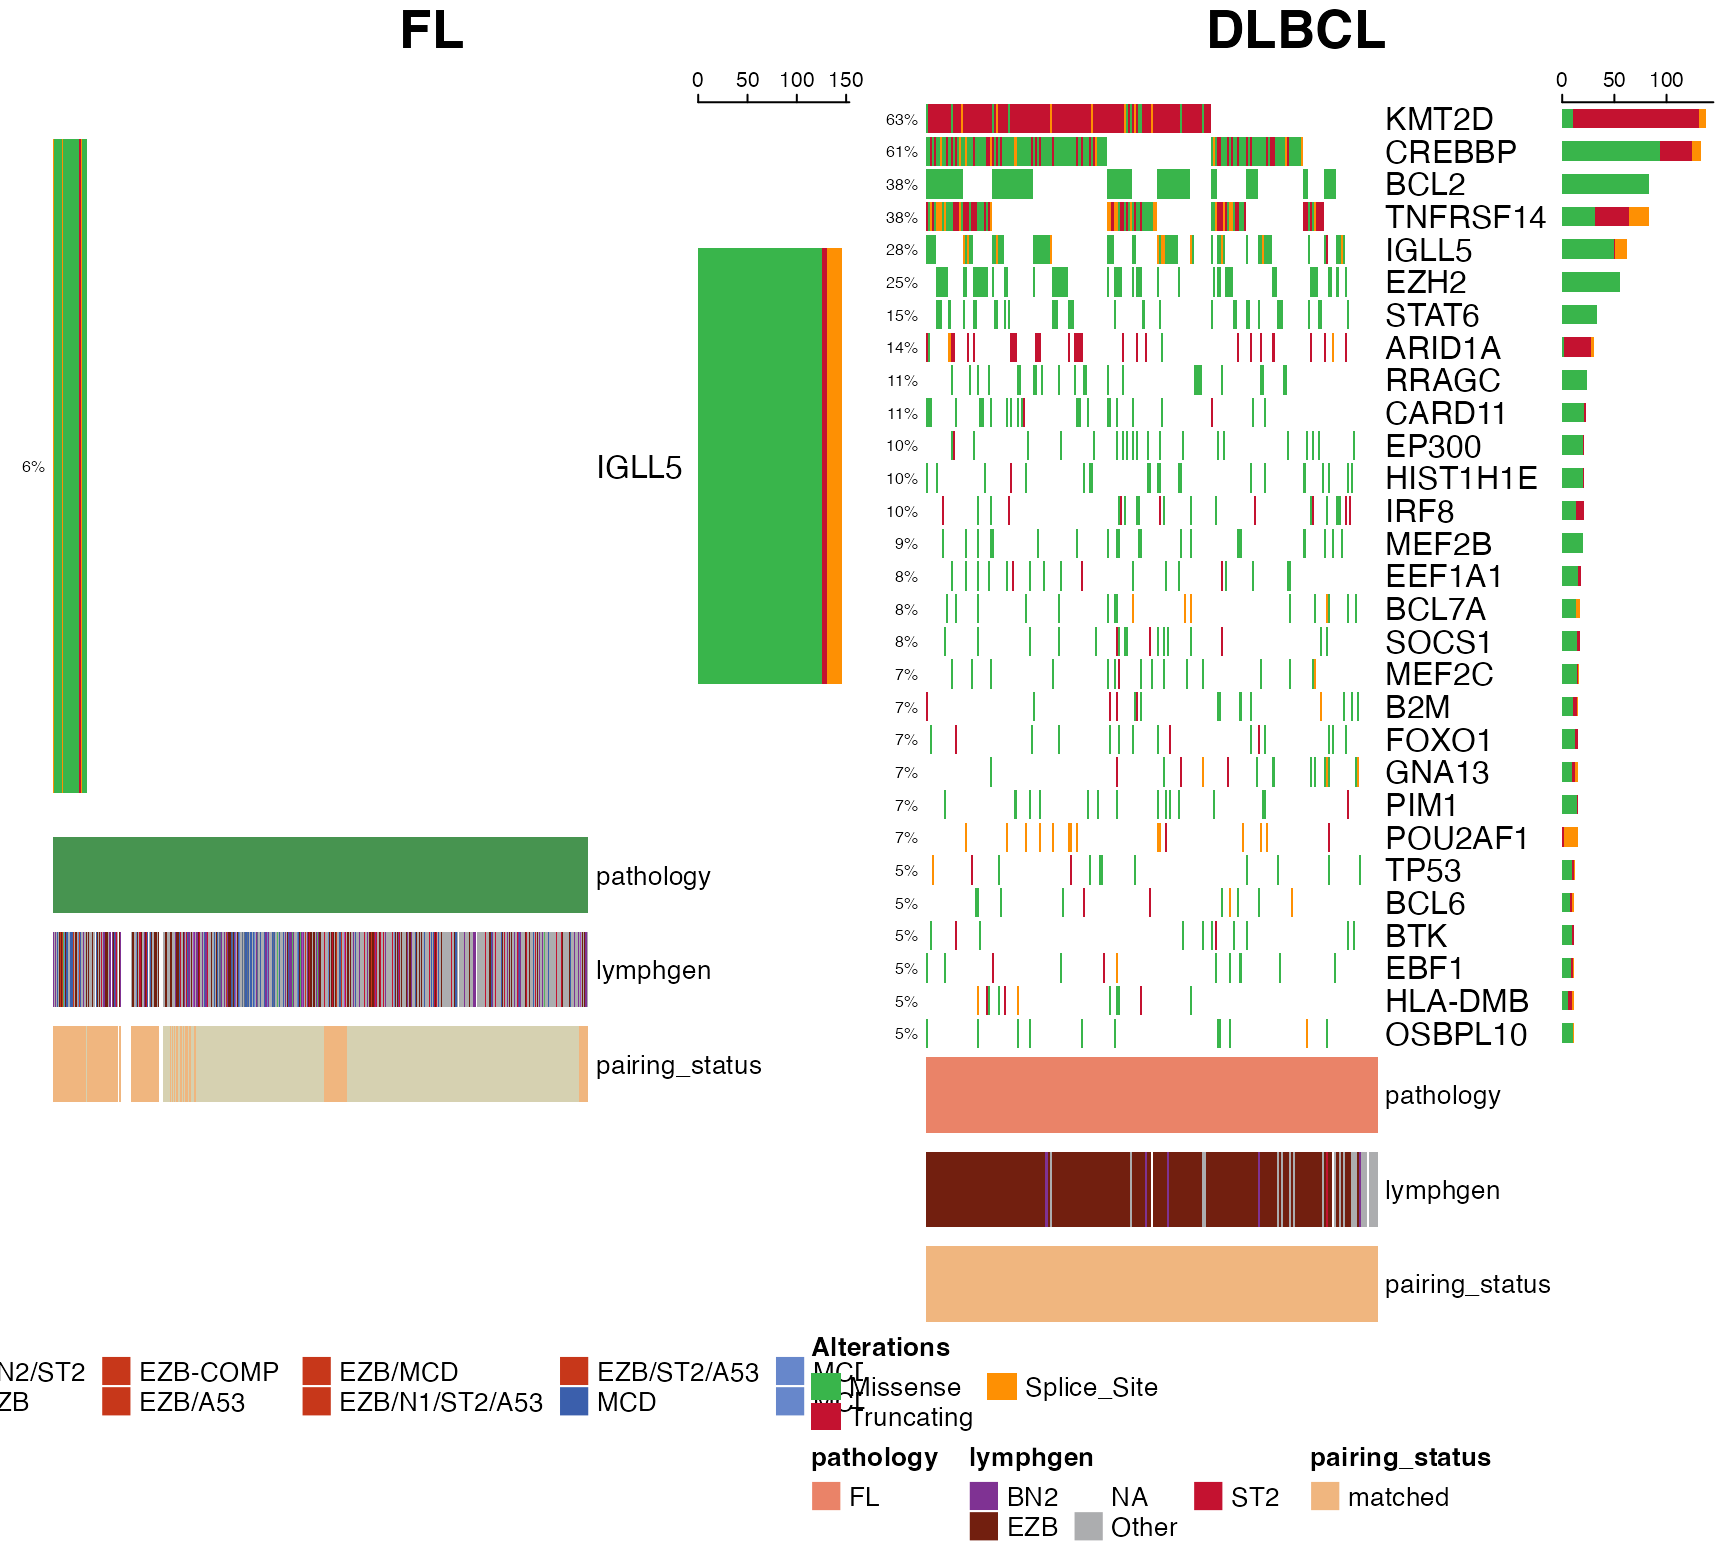 FL
DLBCL
0 50 100 150
0 50 100
63% KMT2D
61% CREBBP
38% BCL2
38% TNFRSF14
28% IGLL5
25% EZH2
15% STAT6
14% ARID1A
11% RRAGC
11% CARD11
10% EP300
6% IGLL5
10% HIST1H1E
10% IRF8
9% MEF2B
8% EEF1A1
8% BCL7A
8% SOCS1
7% MEF2C
7% B2M
7% FOXO1
7% GNA13
7% PIM1
7% POU2AF1
5% TP53
5% BCL6
5% BTK
5% EBF1
5% HLA-DMB
5% OSBPL10
pathology
lymphgen
pairing_status
pathology
lymphgen
pairing_status
N2/ST2 EZB-COMP EZB/MCD EZB/ST2/A53
ZB EZB/A53 EZB/N1/ST2/A53 MCD
Alterations
Missense Splice_Site
Truncating
pathology lymphgen pairing_status
FL BN2 NA ST2 matched
EZB Other